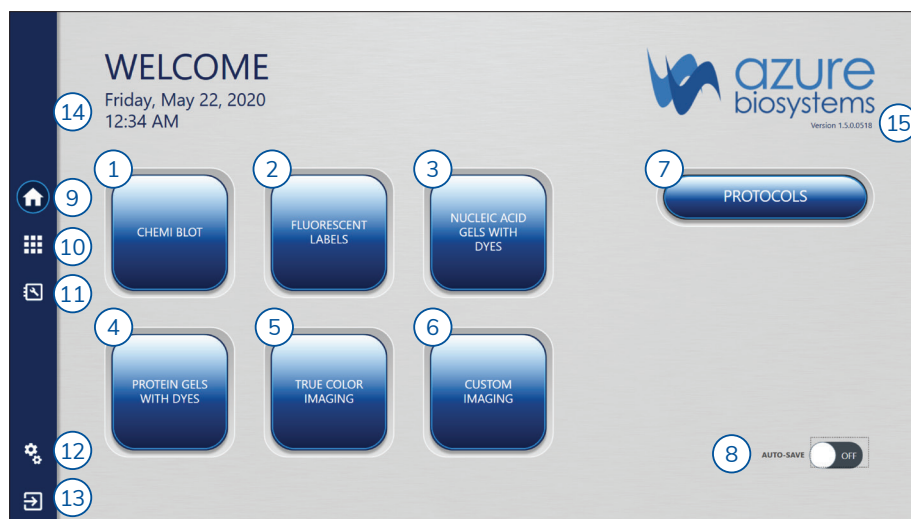 WELCOME
Friday, May 22, 2020
12:34 AM
14
azure
biosystems
Version 1.5.0.0518
15
1
CHEMI BLOT
2
FLUORESCENT
LABELS
3
NUCLEIC ACID
GELS WITH
DYES
7
PROTOCOLS
9
10
11
4
PROTEIN GELS
WITH DYES
5
TRUE COLOR
IMAGING
6
CUSTOM
IMAGING
12
8
AUTO-SAVE
OFF
13